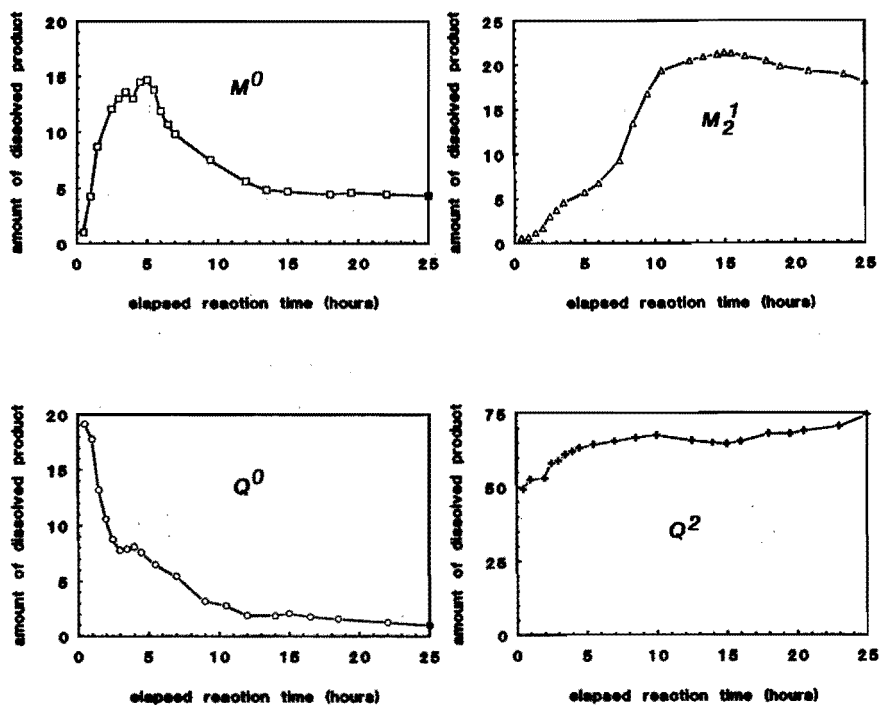 amount of dissolved product
20
15
10
5
0
M⁰
0 5 10 15 20 25
elapsed reaction time (hours)
amount of dissolved product
25
20
15
10
5
0
M₂¹
0 5 10 15 20 25
elapsed reaction time (hours)
amount of dissolved product
20
15
10
5
0
Q⁰
0 5 10 15 20 25
elapsed reaction time (hours)
amount of dissolved product
75
50
25
0
Q²
0 5 10 15 20 25
elapsed reaction time (hours)